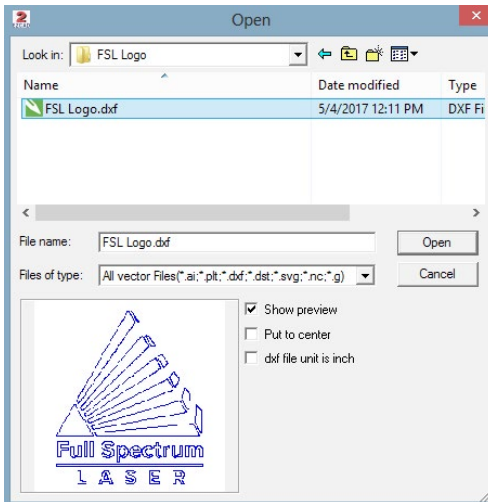 EZCAD
Open
Look in: FSL Logo
Name Date modified Type
FSL Logo.dxf 5/4/2017 12:11 PM DXF Fi
File name: FSL Logo.dxf Open
Files of type: All vector Files(*.ai;*.plt;*.dxf;*.dst;*.svg;*.nc;*.g) Cancel
Show preview
Put to center
dxf file unit is inch
Full Spectrum
LASER